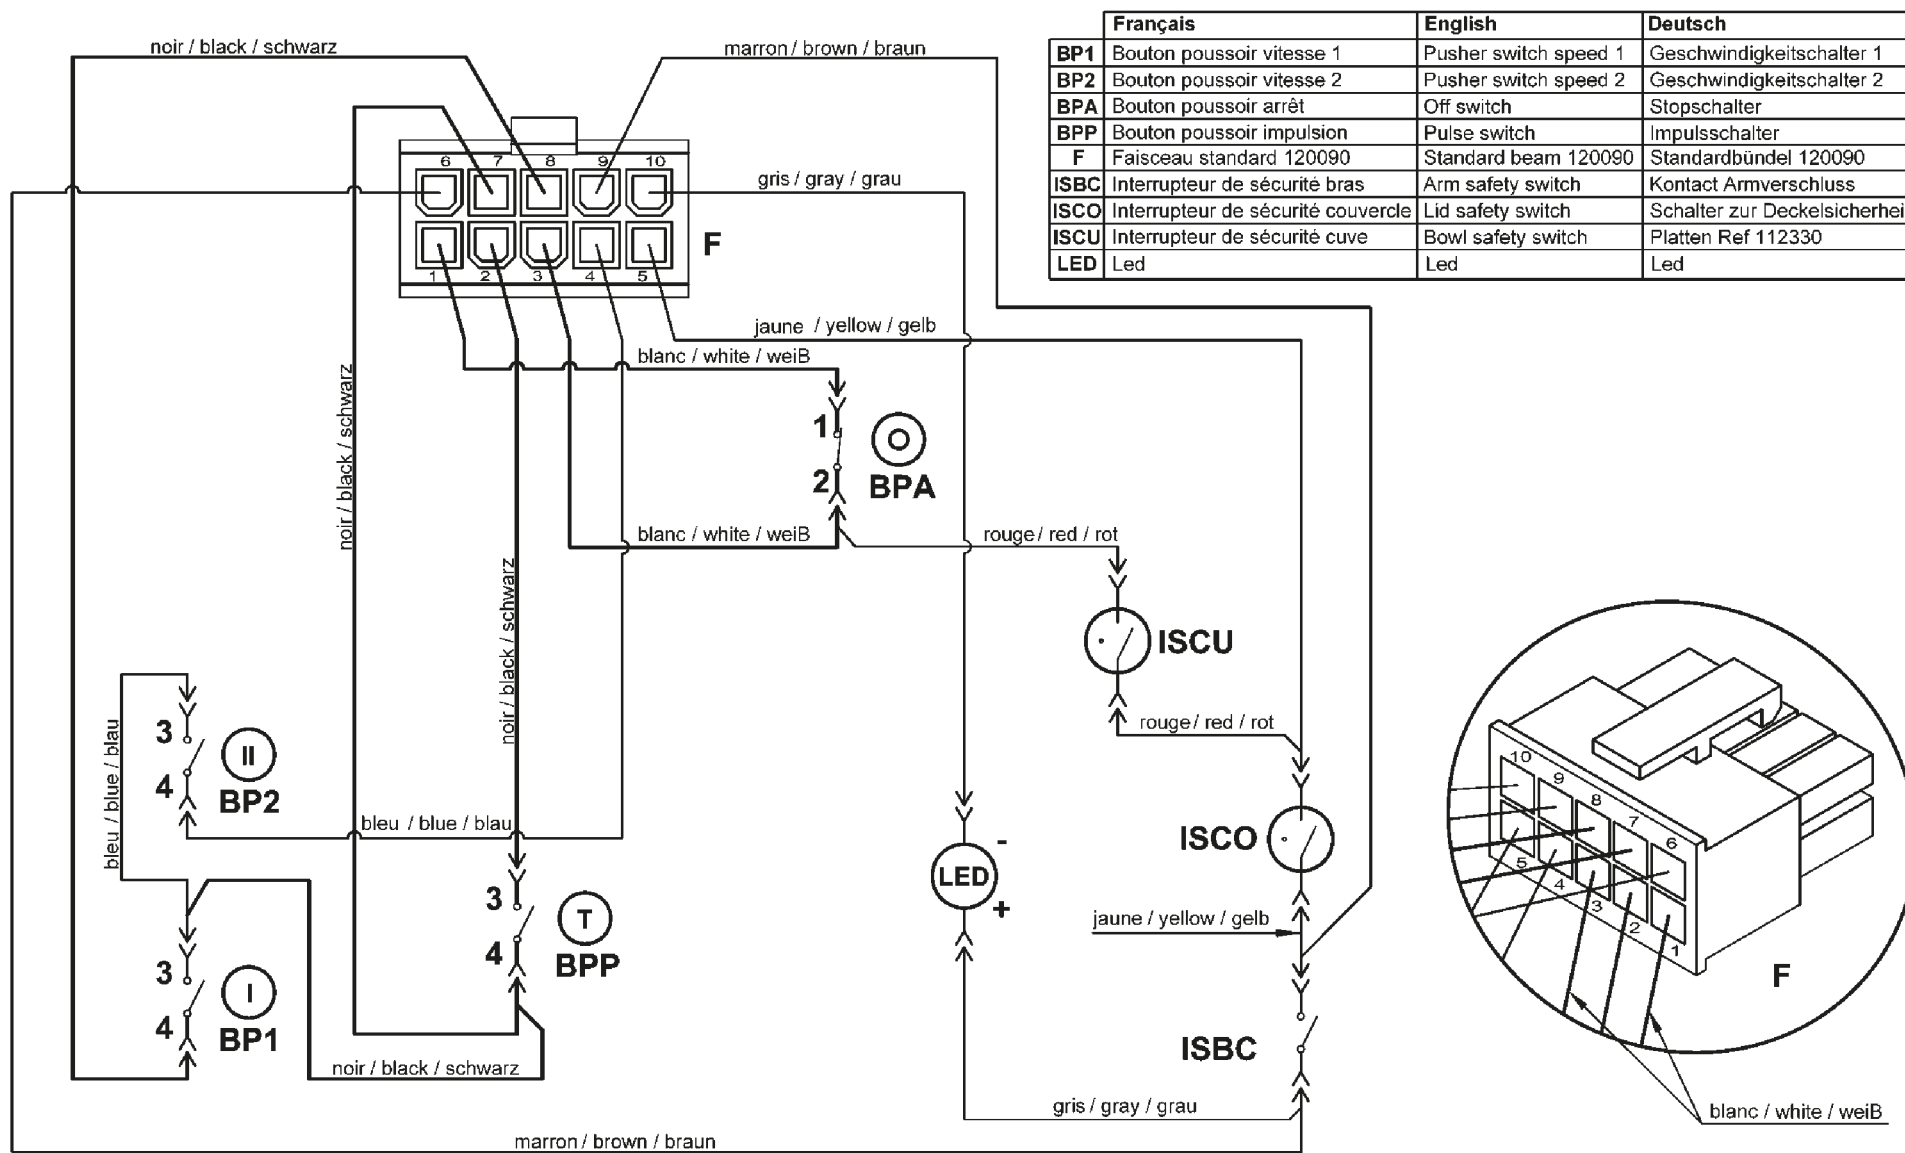 Français English Deutsch
BP1 Bouton poussoir vitesse 1 Pusher switch speed 1 Geschwindigkeitschalter 1
BP2 Bouton poussoir vitesse 2 Pusher switch speed 2 Geschwindigkeitschalter 2
BPA Bouton poussoir arrêt Off switch Stopschalter
BPP Bouton poussoir impulsion Pulse switch Impulsschalter
F Faisceau standard 120090 Standard beam 120090 Standardbündel 120090
ISBC Interrupteur de sécurité bras Arm safety switch Kontact Armverschluss
ISCO Interrupteur de sécurité couvercle Lid safety switch Schalter zur Deckelsicherhei
ISCU Interrupteur de sécurité cuve Bowl safety switch Platten Ref 112330
LED Led Led Led
noir / black / schwarz
marron / brown / braun
6 7 8 9 10
gris / gray / grau
F
1 2 3 4 5
jaune / yellow / gelb
blanc / white / weiB
noir / black / schwarz
1
2
O
BPA
blanc / white / weiB
rouge / red / rot
noir / black / schwarz
ISCU
rouge / red / rot
bleu / blue / blau
3
4
II
BP2
bleu / blue / blau
ISCO
-
LED
+
3
4
T
BPP
jaune / yellow / gelb
3
4
I
BP1
ISBC
noir / black / schwarz
gris / gray / grau
marron / brown / braun
10 9 8 7 6
5 4 3 2 1
F
blanc / white / weiB